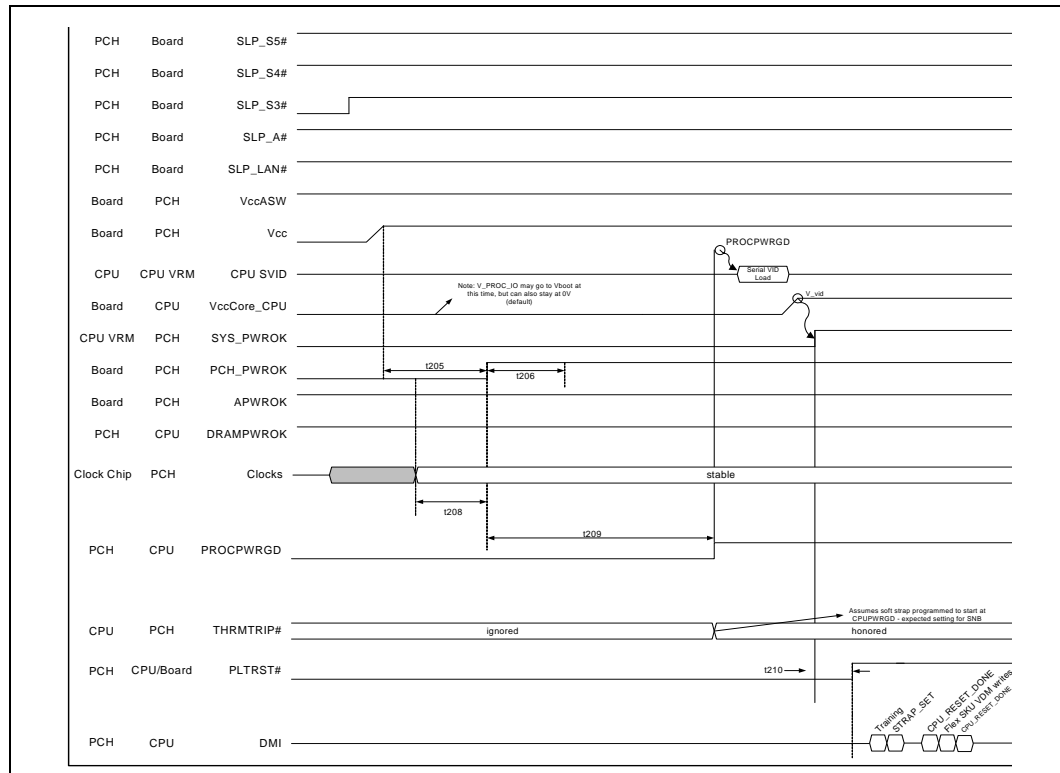 PCH Board SLP_S5#
PCH Board SLP_S4#
PCH Board SLP_S3#
PCH Board SLP_A#
PCH Board SLP_LAN#
Board PCH VccASW
Board PCH Vcc
PROCPWRGD
CPU CPU VRM CPU SVID
Serial VID
Load
Note: V_PROC_IO may go to Vboot at
this time, but can also stay at 0V
(default)
Board CPU VccCore_CPU
V_vid
CPU VRM PCH SYS_PWROK
Board PCH PCH_PWROK
t205
t206
Board PCH APWROK
PCH CPU DRAMPWROK
Clock Chip PCH Clocks
stable
t208
t209
PCH CPU PROCPWRGD
Assumes soft strap programmed to start at
CPUPWRGD - expected setting for SNB
CPU PCH THRMTRIP#
ignored
honored
PCH CPU/Board PLTRST#
t210
Training
STRAP_SET
CPU_RESET_DONE
Flex SKU VDM writes
CPU_RESET_DONE
PCH CPU DMI